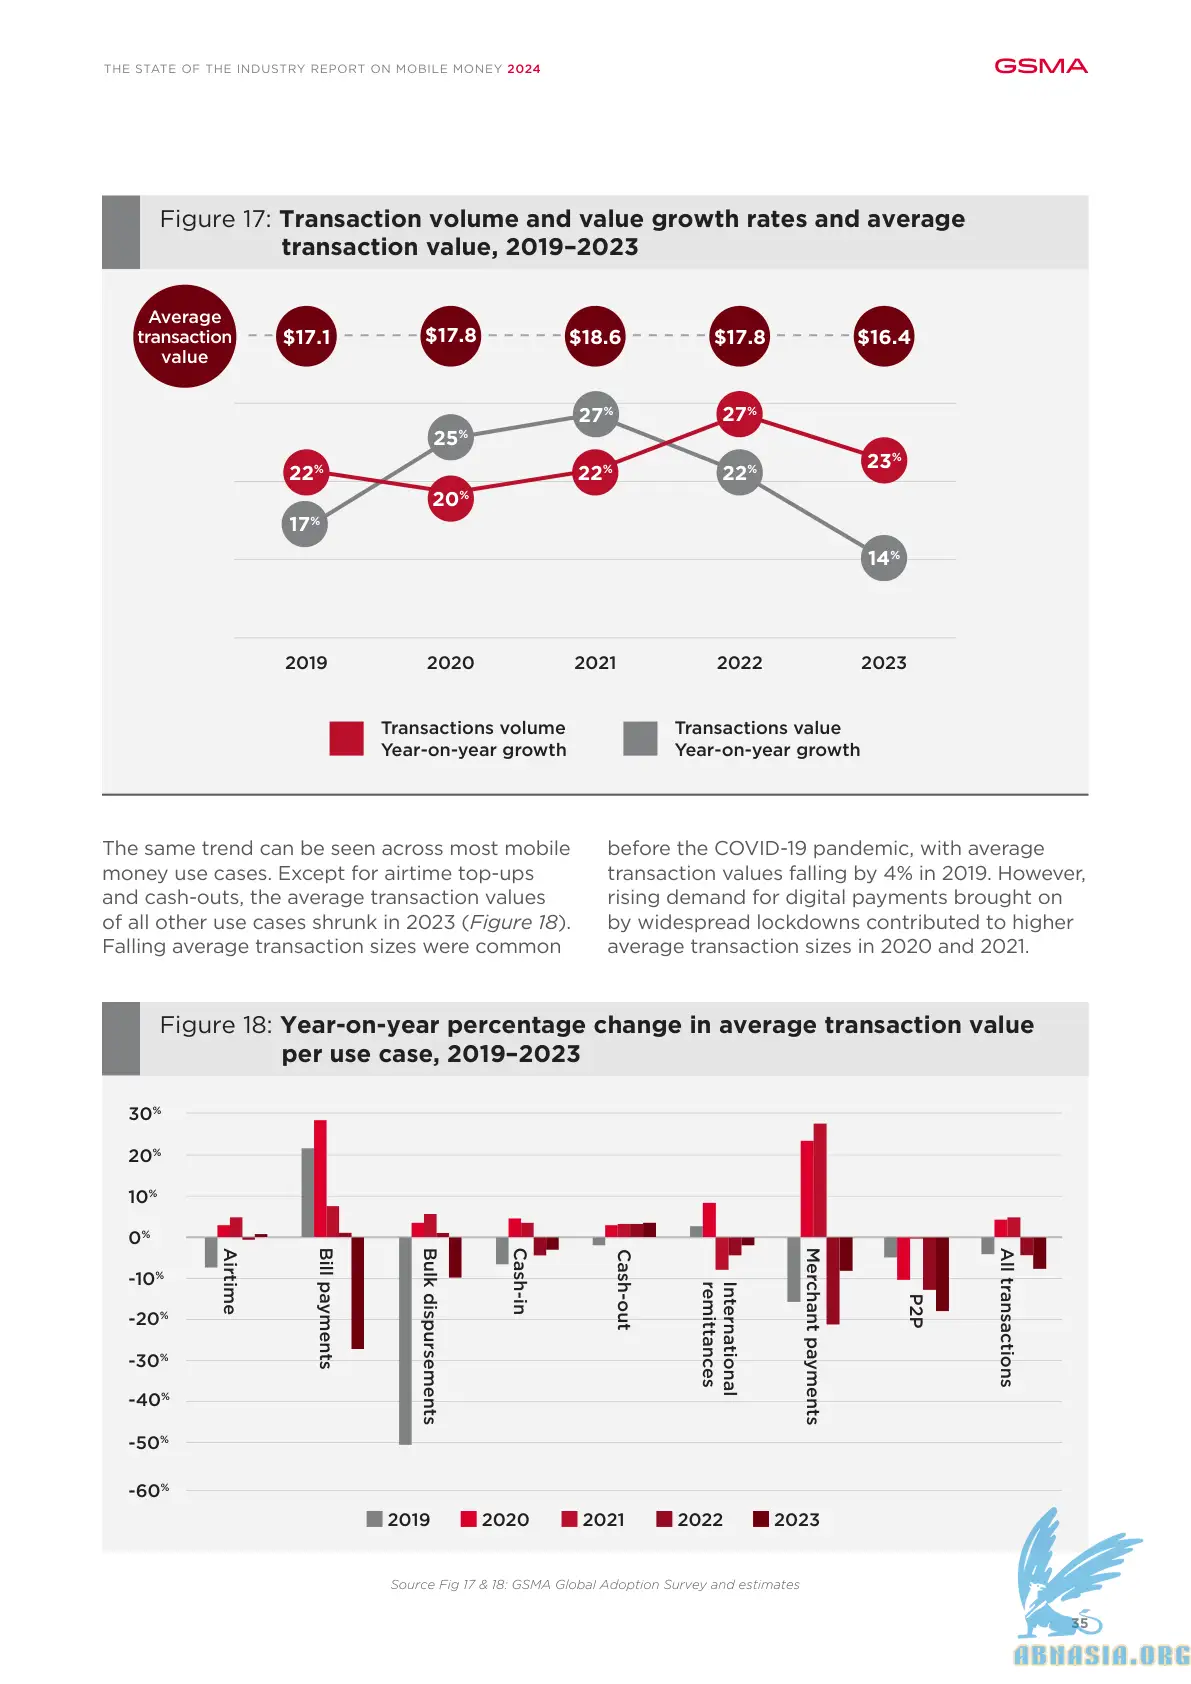 THE STATE OF THE INDUSTRY REPORT ON MOBILE MONEY 2024
GSMA
Figure 17: Transaction volume and value growth rates and average
transaction value, 2019–2023
Average
transaction
value
$17.1
$17.8
$18.6
$17.8
$16.4
22%
20%
22%
27%
23%
17%
25%
27%
22%
14%
2019
2020
2021
2022
2023
Transactions volume
Year-on-year growth
Transactions value
Year-on-year growth
The same trend can be seen across most mobile
money use cases. Except for airtime top-ups
and cash-outs, the average transaction values
of all other use cases shrunk in 2023 (Figure 18).
Falling average transaction sizes were common
before the COVID-19 pandemic, with average
transaction values falling by 4% in 2019. However,
rising demand for digital payments brought on
by widespread lockdowns contributed to higher
average transaction sizes in 2020 and 2021.
Figure 18: Year-on-year percentage change in average transaction value
per use case, 2019–2023
30%
20%
10%
0%
-10%
-20%
-30%
-40%
-50%
-60%
Airtime
Bill payments
Bulk dispursements
Cash-in
Cash-out
International
remittances
Merchant payments
P2P
All transactions
2019
2020
2021
2022
2023
Source Fig 17 & 18: GSMA Global Adoption Survey and estimates
35
ABNASIA.ORG